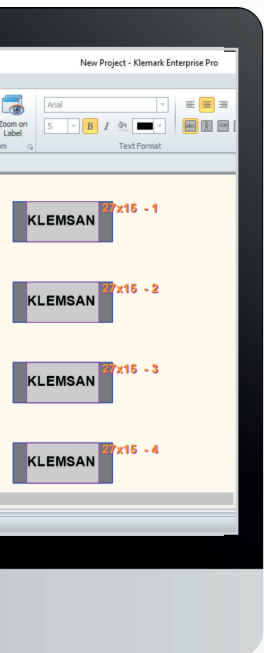 New Project - Klemark Enterprise Pro
Zoom on
Label
Arial
5 B I
abc
Text Format
27x15 - 1
KLEMSAN
27x15 - 2
KLEMSAN
27x15 - 3
KLEMSAN
27x15 - 4
KLEMSAN